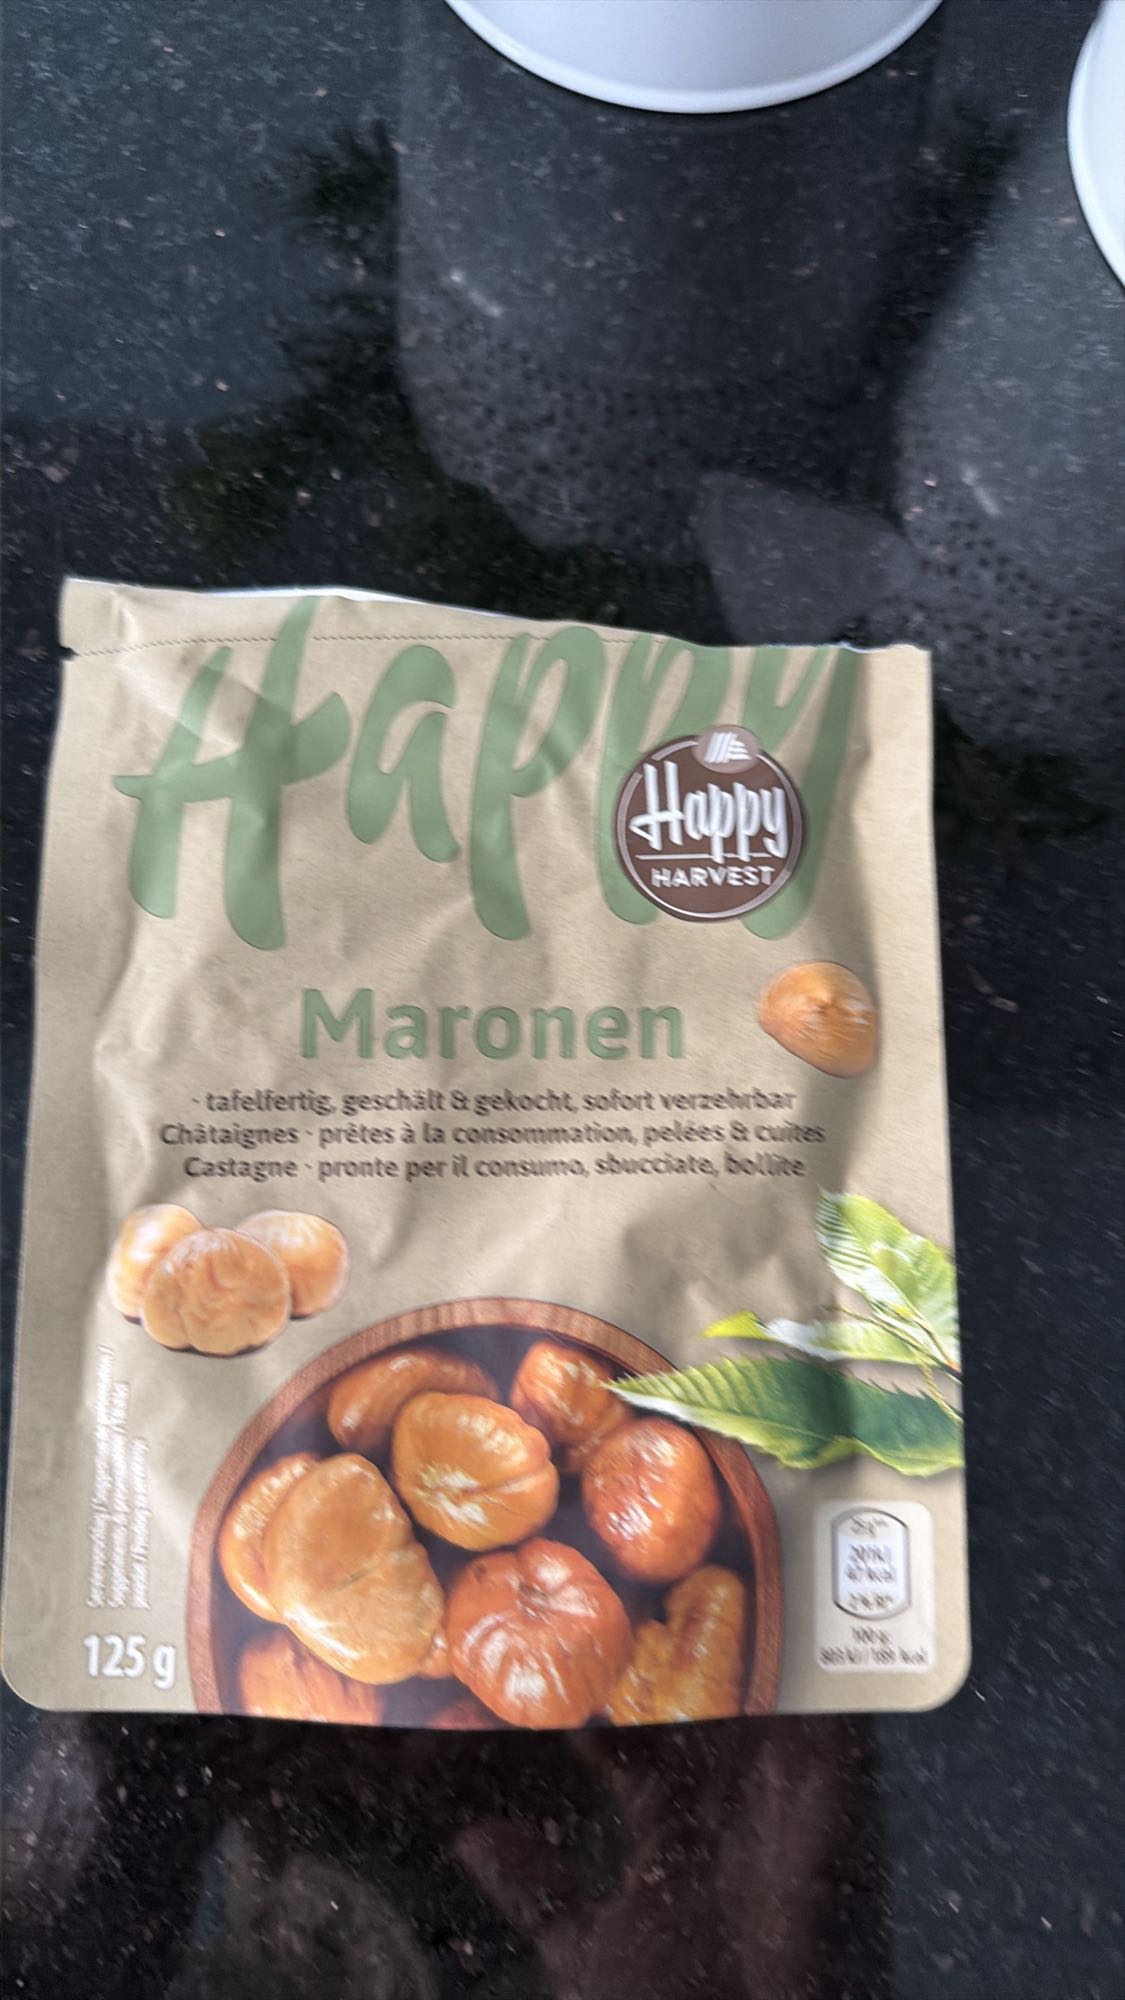 Happy
Happy
HARVEST
Maronen
- tafelfertig, geschält & gekocht, sofort verzehrbar
Châtaignes - prêtes à la consommation, pelées & cuites
Castagne - pronte per il consumo, sbucciate, bollite
125 g
100 g: